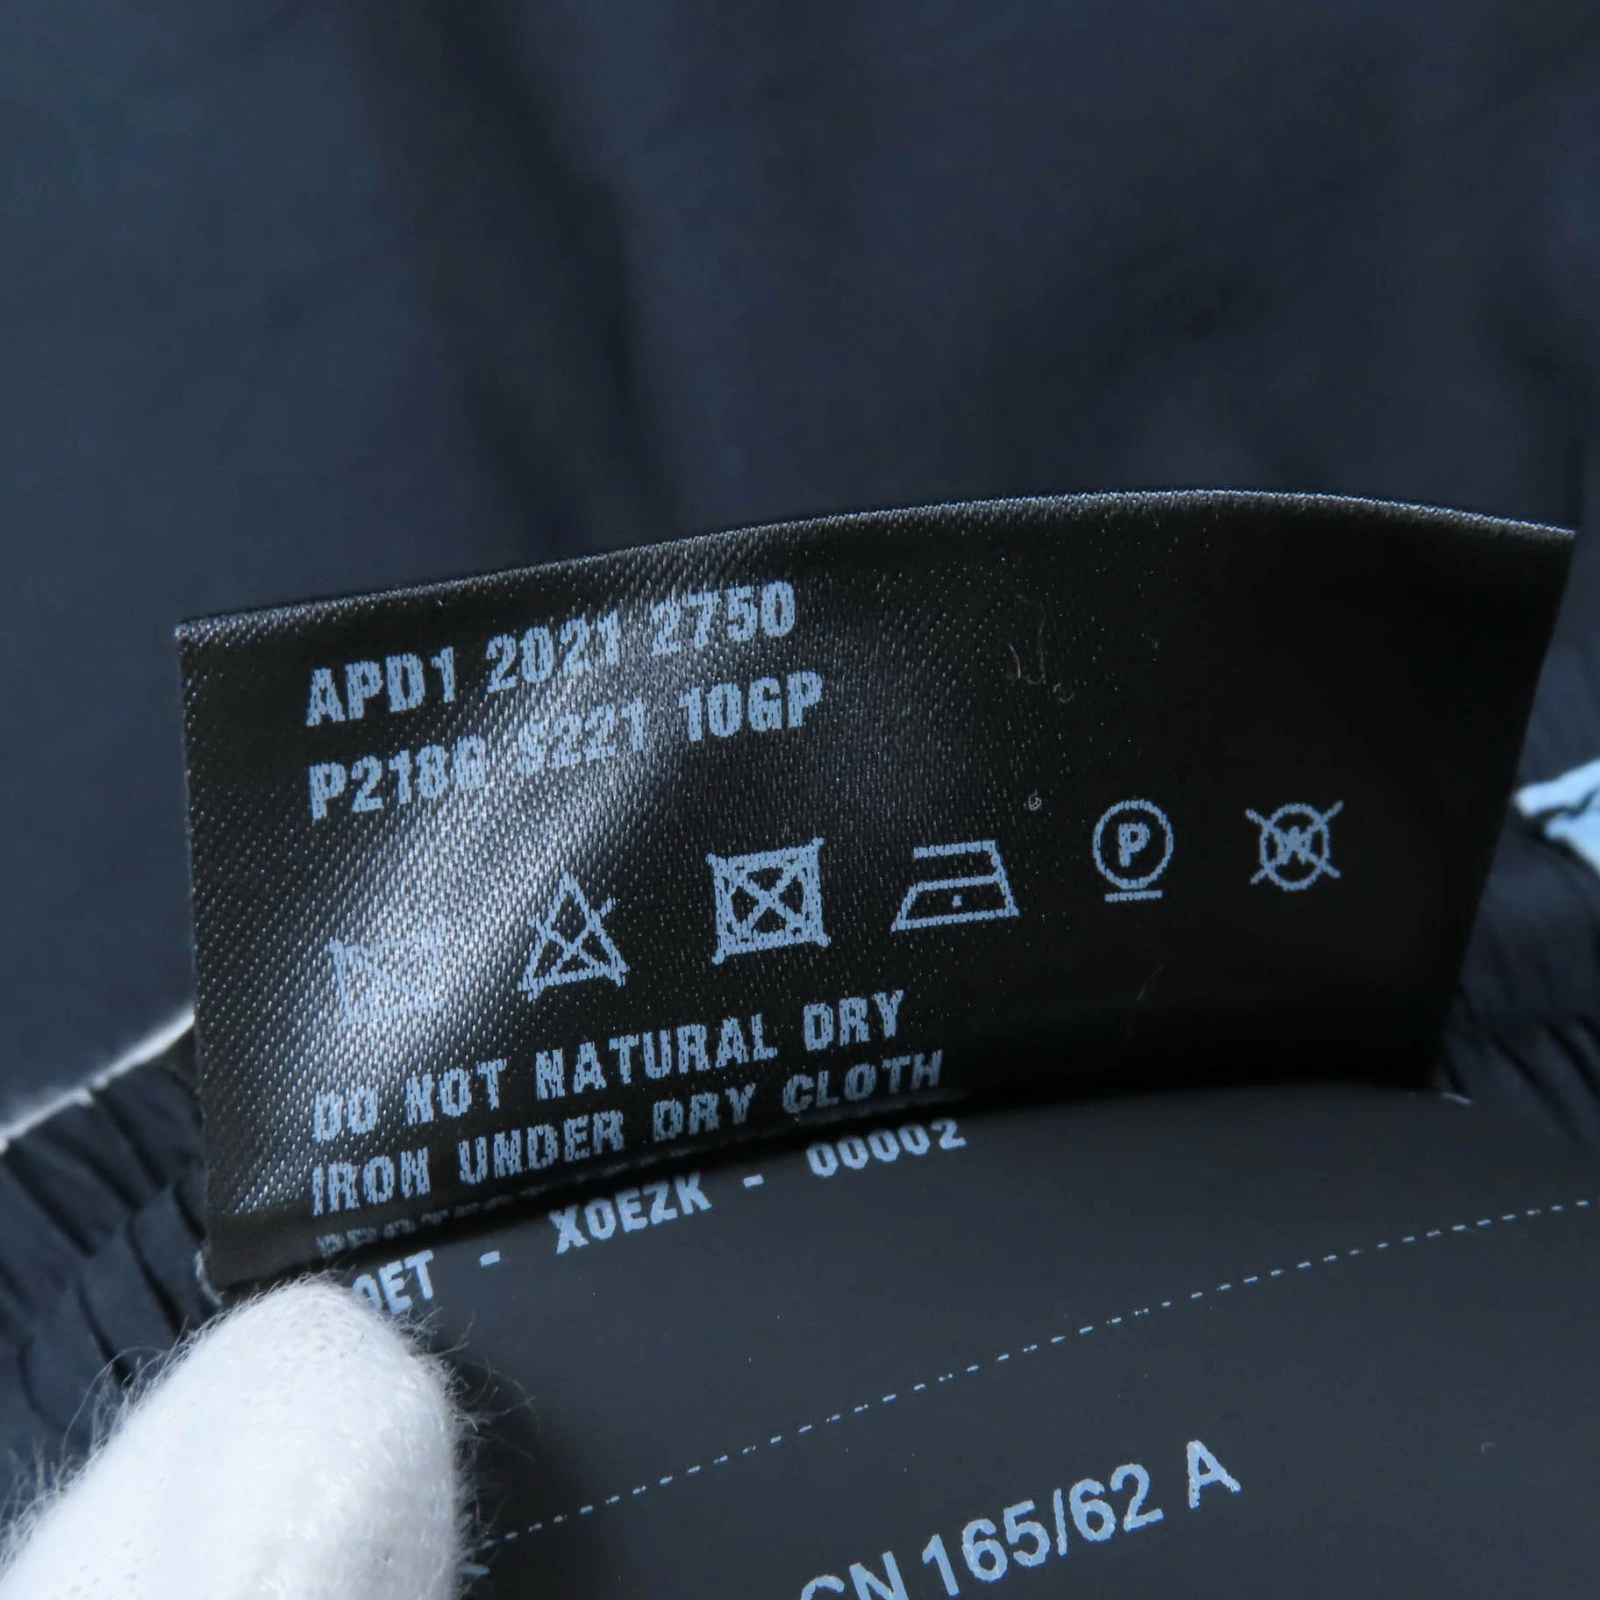 APD1 2021 2750
P2180 S221 10GP
P
W
DO NOT NATURAL DRY
IRON UNDER DRY CLOTH
OET - XOEZK - 00002
CN 165/62 A